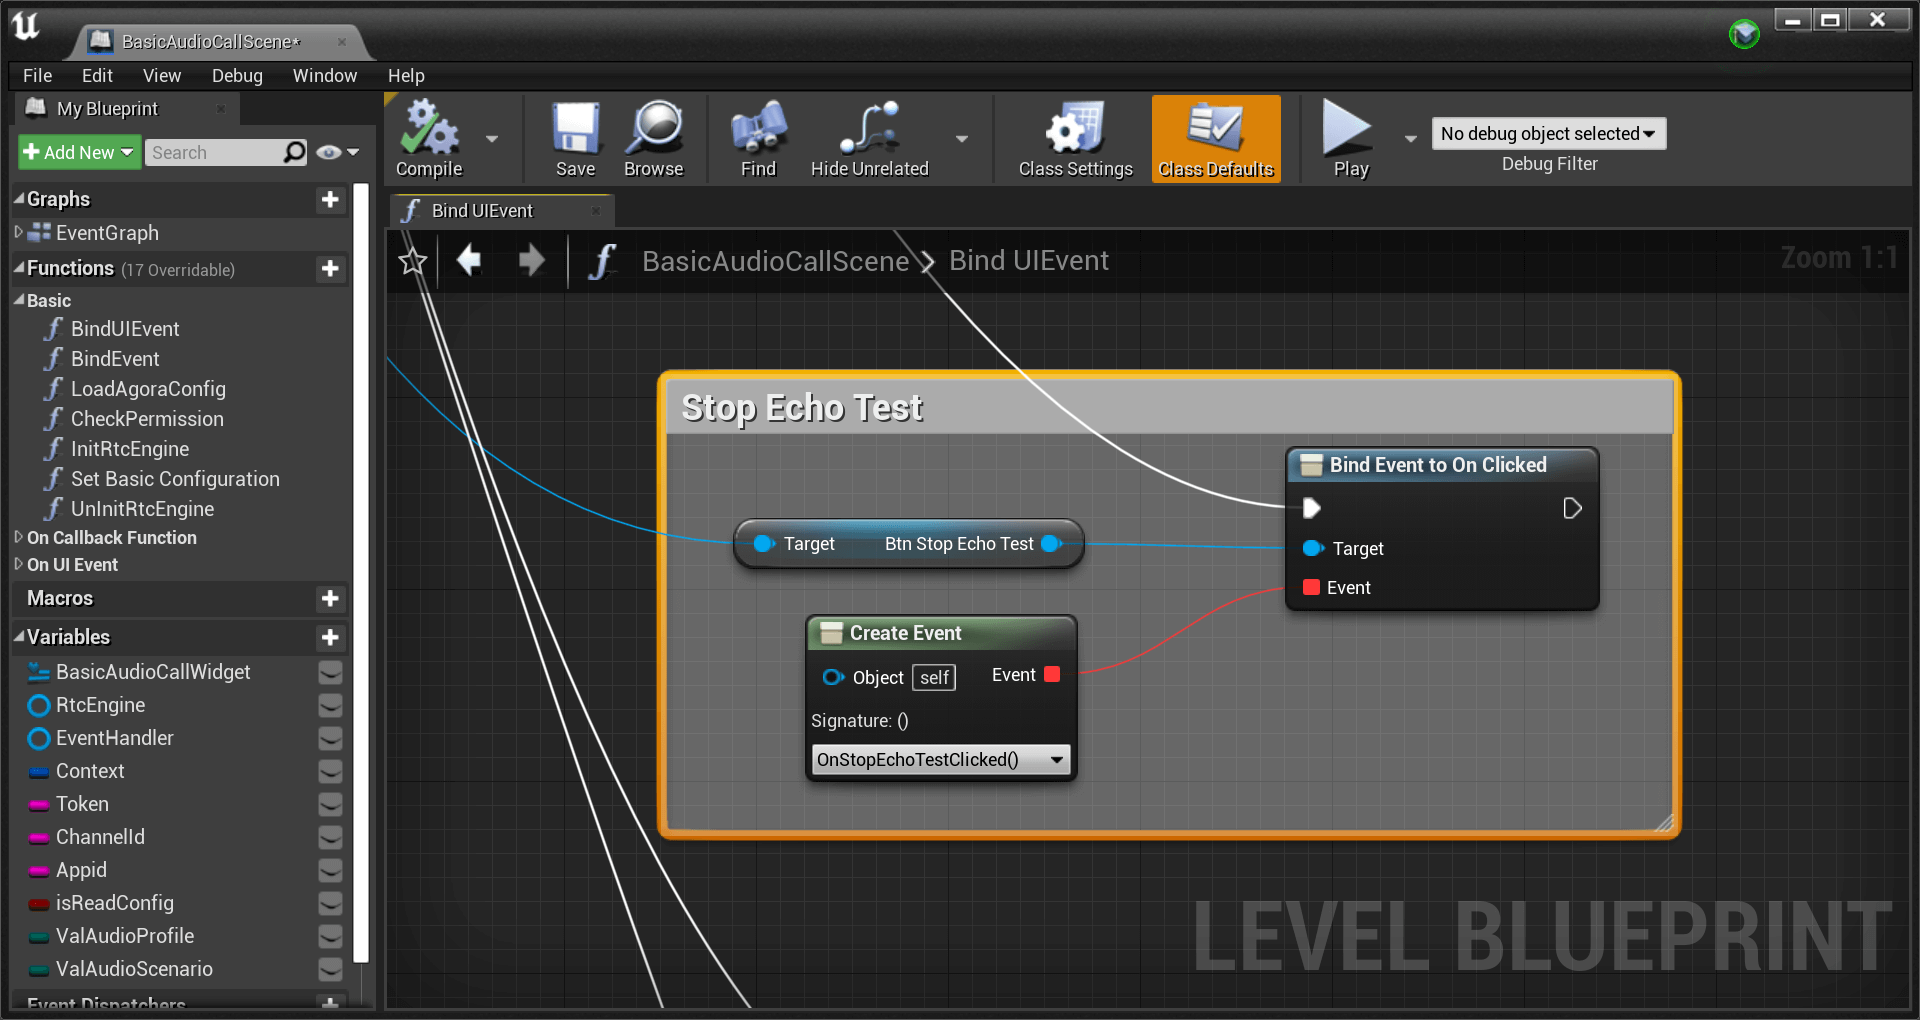 BasicAudioCallScene*
File Edit View Debug Window Help
My Blueprint
Add New Search
Compile Save Browse Find Hide Unrelated Class Settings Class Defaults Play
No debug object selected
Debug Filter
Graphs
EventGraph
Functions (17 Overridable)
Basic
BindUIEvent
BindEvent
LoadAgoraConfig
CheckPermission
InitRtcEngine
Set Basic Configuration
UnInitRtcEngine
On Callback Function
On UI Event
Macros
Variables
BasicAudioCallWidget
RtcEngine
EventHandler
Context
Token
ChannelId
Appid
isReadConfig
ValAudioProfile
ValAudioScenario
Event Dispatchers
Bind UIEvent
BasicAudioCallScene > Bind UIEvent
Zoom 1:1
Stop Echo Test
Bind Event to On Clicked
Target
Event
Target Btn Stop Echo Test
Create Event
Object self Event
Signature: ()
OnStopEchoTestClicked()
LEVEL BLUEPRINT